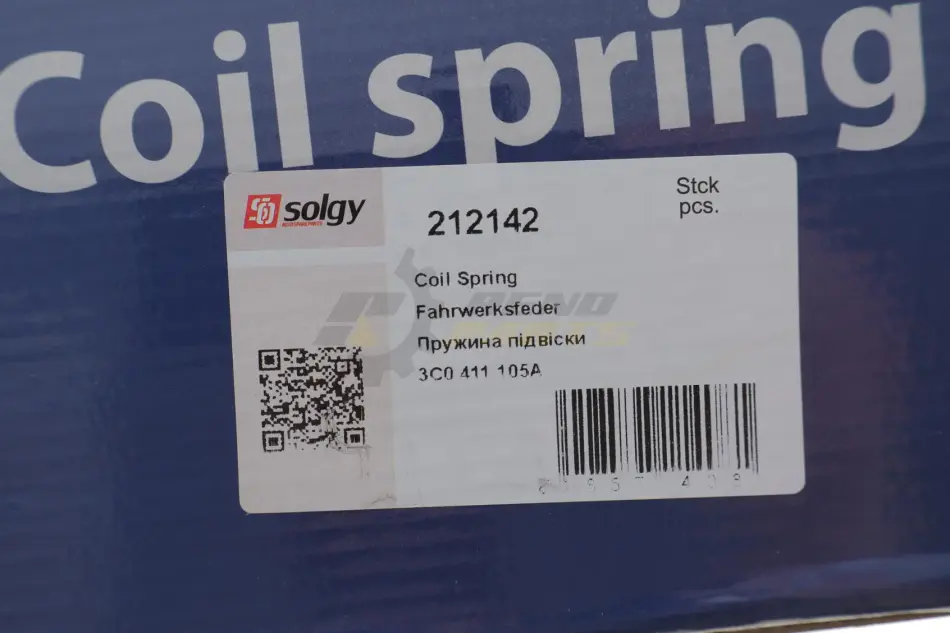 Coil spring
solgy
212142
Stck
pcs.
Coil Spring
Fahrwerksfeder
Пружина підвіски
3C0 411 105A